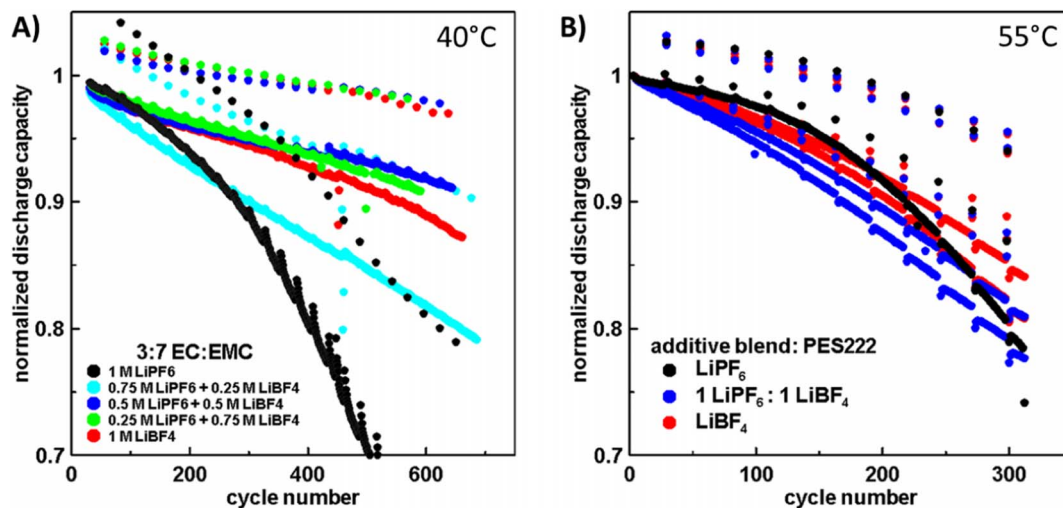 A)
40°C
normalized discharge capacity
1
0.9
0.8
0.7
3:7 EC:EMC
1 M LiPF6
0.75 M LiPF6 + 0.25 M LiBF4
0.5 M LiPF6 + 0.5 M LiBF4
0.25 M LiPF6 + 0.75 M LiBF4
1 M LiBF4
0 200 400 600
cycle number
B)
55°C
normalized discharge capacity
1
0.9
0.8
0.7
additive blend: PES222
LiPF₆
1 LiPF₆ : 1 LiBF₄
LiBF₄
0 100 200 300
cycle number